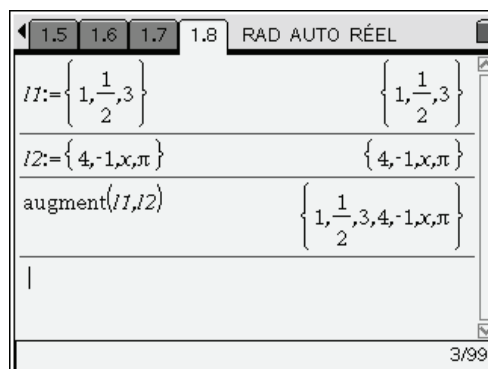 1.5 1.6 1.7 1.8 RAD AUTO RÉEL
l1:={1,1/2,3} {1,1/2,3}
l2:={4,-1,x,π} {4,-1,x,π}
augment(l1,l2) {1,1/2,3,4,-1,x,π}
3/99